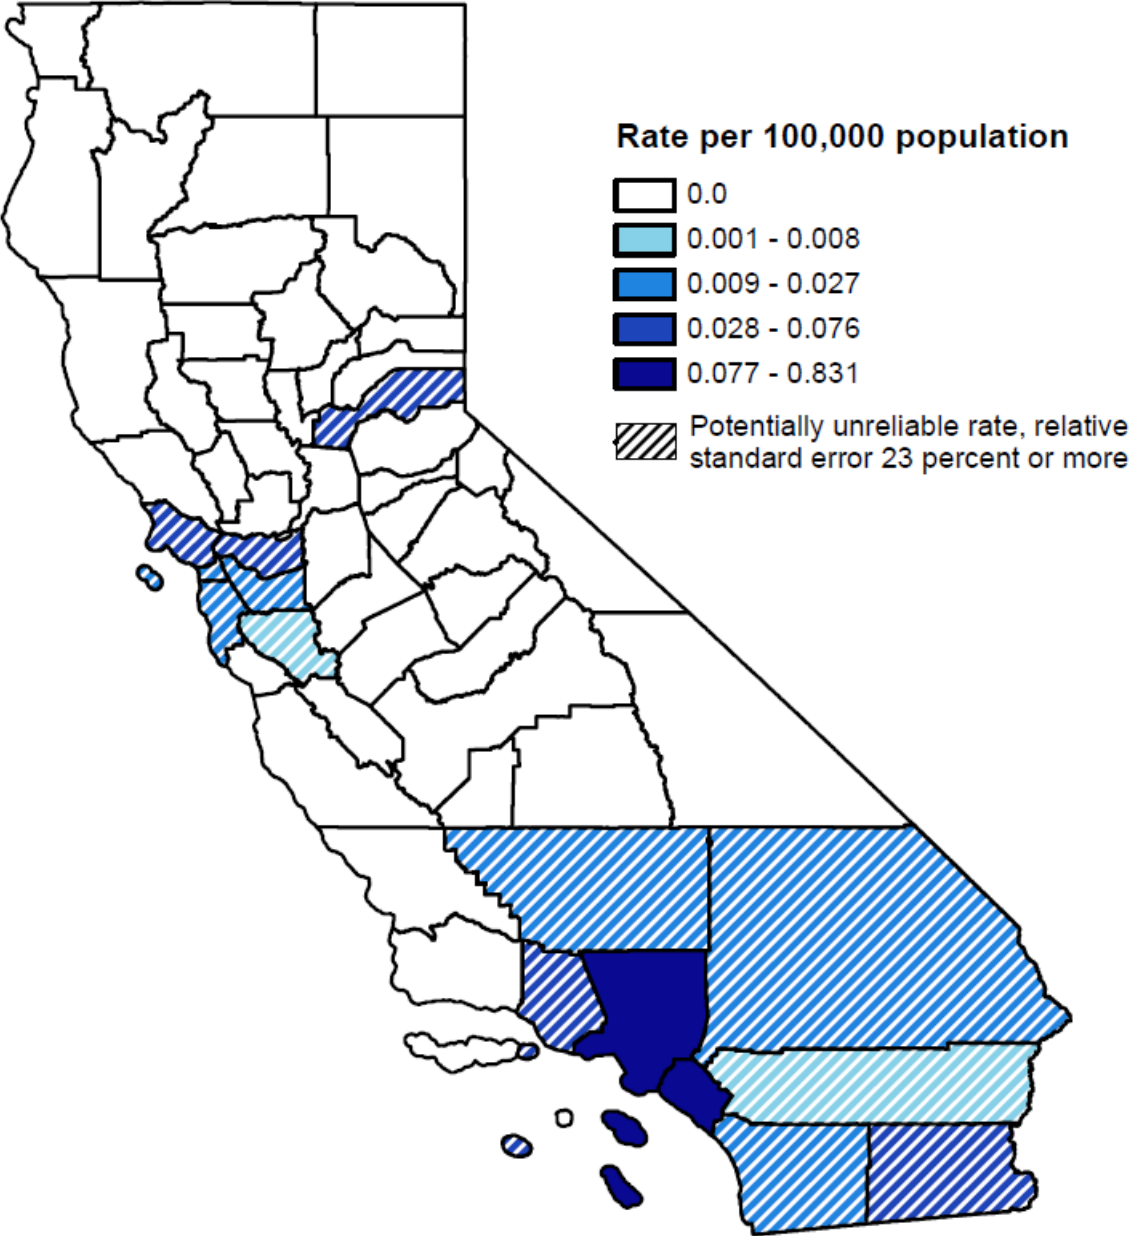 Rate per 100,000 population
0.0
0.001 - 0.008
0.009 - 0.027
0.028 - 0.076
0.077 - 0.831
Potentially unreliable rate, relative
standard error 23 percent or more